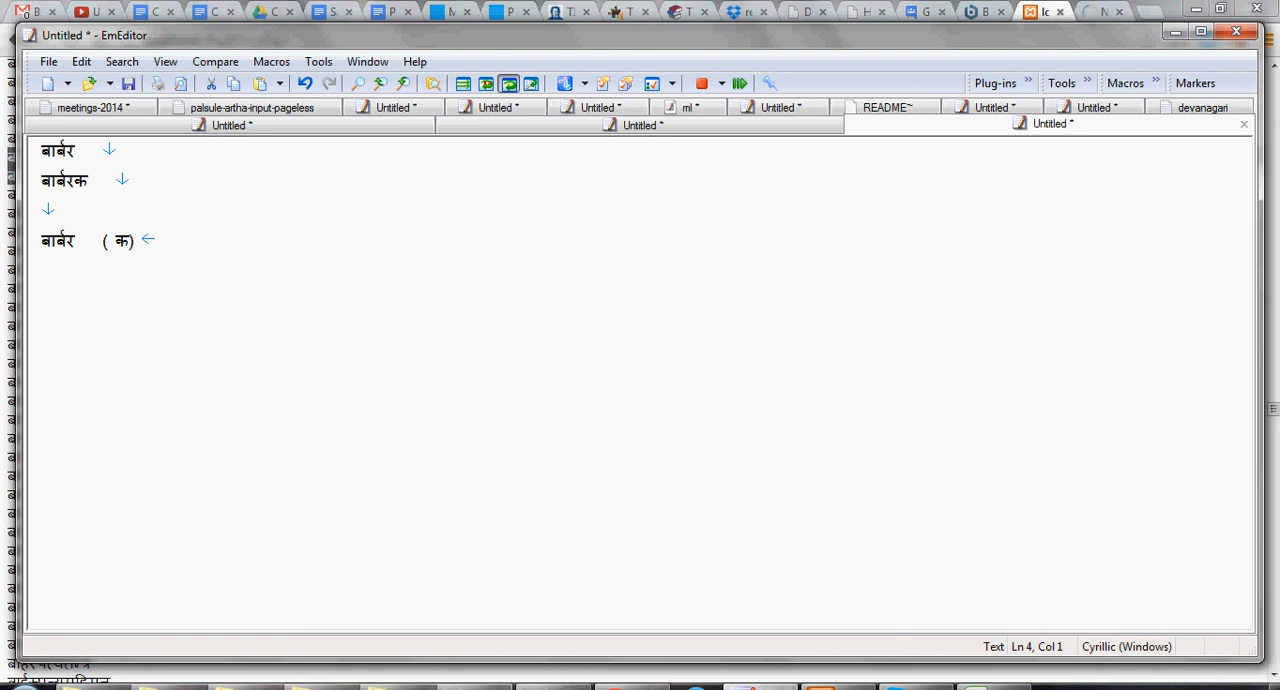 B U C C C S P P P T T T re D H G B Ic N
Untitled * - EmEditor
File Edit Search View Compare Macros Tools Window Help
Plug-ins » Tools » Macros » Markers
meetings-2014 * palsule-artha-input-pageless Untitled * Untitled * Untitled * ml * Untitled * README~ Untitled * Untitled * devanagari
Untitled * Untitled * Untitled *
बार्बर ↓
बार्बरक ↓
↓
बार्बर ( क) ←
Text Ln 4, Col 1 Cyrillic (Windows)